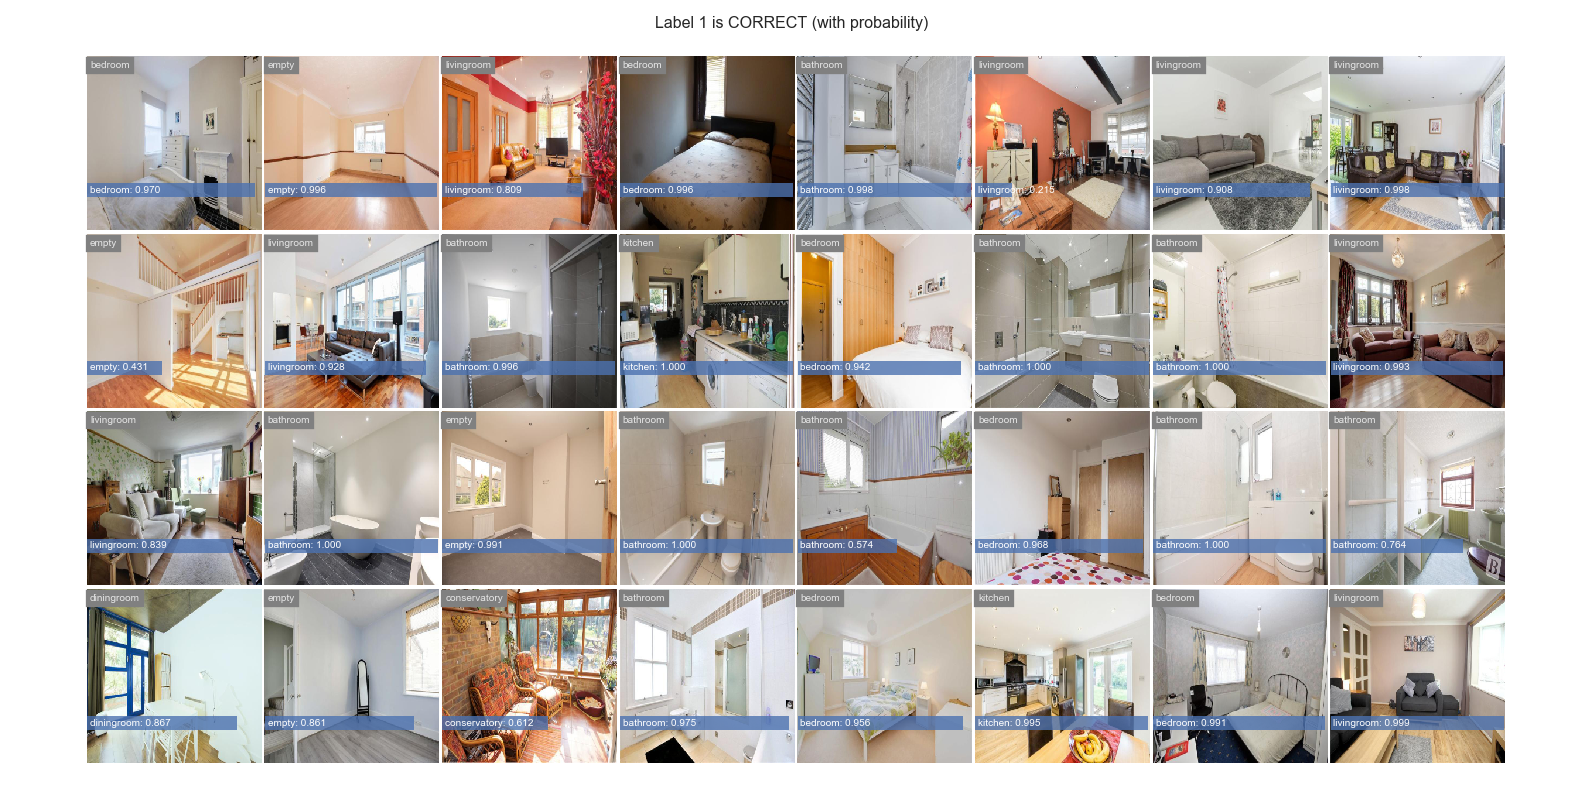 Label 1 is CORRECT (with probability)
bedroom
empty
livingroom
bedroom
bathroom
livingroom
livingroom
livingroom
bedroom: 0.970
empty: 0.996
livingroom: 0.809
bedroom: 0.996
bathroom: 0.998
livingroom: 0.215
livingroom: 0.908
livingroom: 0.998
empty
livingroom
bathroom
kitchen
bedroom
bathroom
bathroom
livingroom
empty: 0.431
livingroom: 0.928
bathroom: 0.996
kitchen: 1.000
bedroom: 0.942
bathroom: 1.000
bathroom: 1.000
livingroom: 0.993
livingroom
bathroom
empty
bathroom
bathroom
bedroom
bathroom
bathroom
livingroom: 0.839
bathroom: 1.000
empty: 0.991
bathroom: 1.000
bathroom: 0.574
bedroom: 0.968
bathroom: 1.000
bathroom: 0.764
B
diningroom
empty
conservatory
bathroom
bedroom
kitchen
bedroom
livingroom
diningroom: 0.867
empty: 0.861
conservatory: 0.612
bathroom: 0.975
bedroom: 0.956
kitchen: 0.995
bedroom: 0.991
livingroom: 0.999